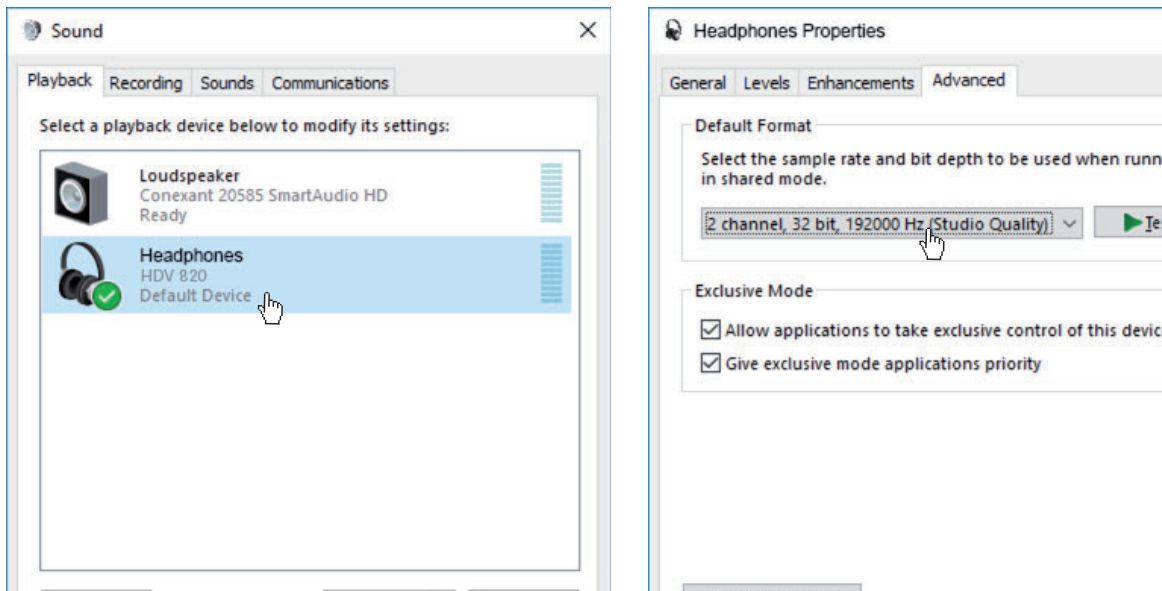 Sound
Playback Recording Sounds Communications
Select a playback device below to modify its settings:
Loudspeaker
Conexant 20585 SmartAudio HD
Ready
Headphones
HDV 820
Default Device
Headphones Properties
General Levels Enhancements Advanced
Default Format
Select the sample rate and bit depth to be used when runn
in shared mode.
2 channel, 32 bit, 192000 Hz (Studio Quality)
Te
Exclusive Mode
Allow applications to take exclusive control of this devic
Give exclusive mode applications priority